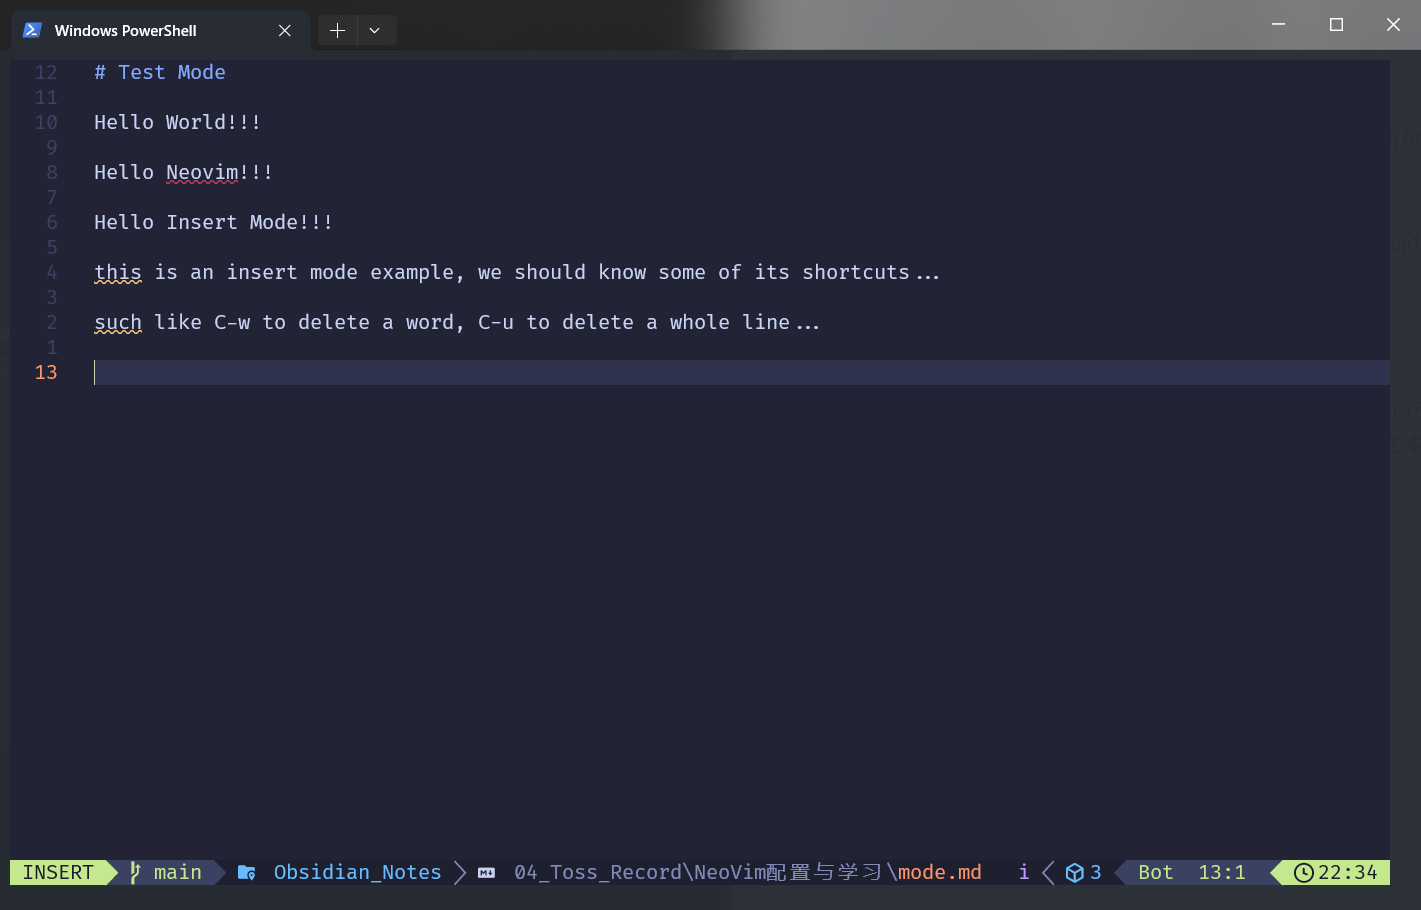 Windows PowerShell
12 # Test Mode
11
10 Hello World!!!
9
8 Hello Neovim!!!
7
6 Hello Insert Mode!!!
5
4 this is an insert mode example, we should know some of its shortcuts...
3
2 such like C-w to delete a word, C-u to delete a whole line...
1
13
INSERT main Obsidian_Notes 04_Toss_Record\NeoVim配置与学习\mode.md i 3 Bot 13:1 22:34